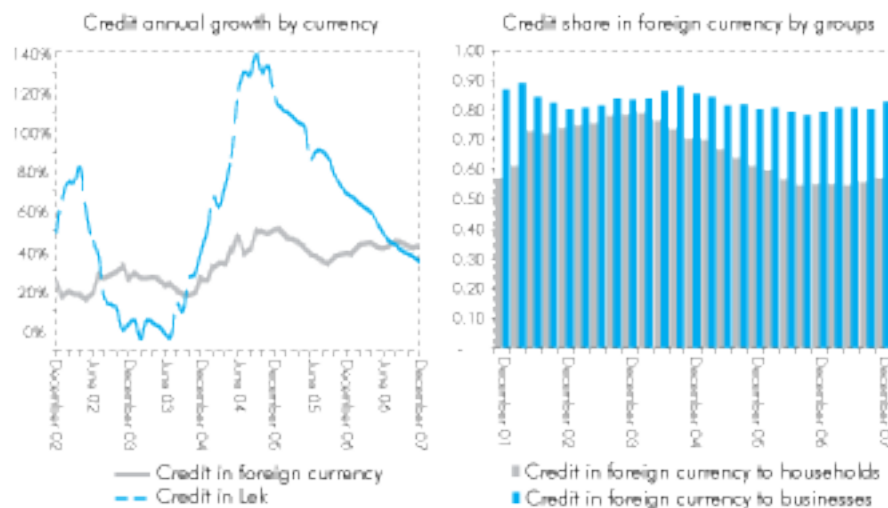 Credit annual growth by currency
140%
120%
100%
80%
60%
40%
20%
0%
December 02
June 02
December 03
June 03
December 04
June 04
December 05
June 05
December 06
June 06
December 07
Credit in foreign currency
Credit in Lek
Credit share in foreign currency by groups
1.00
0.90
0.80
0.70
0.60
0.50
0.40
0.30
0.20
0.10
-
December 01
December 02
December 03
December 04
December 05
December 06
December 07
Credit in foreign currency to households
Credit in foreign currency to businesses